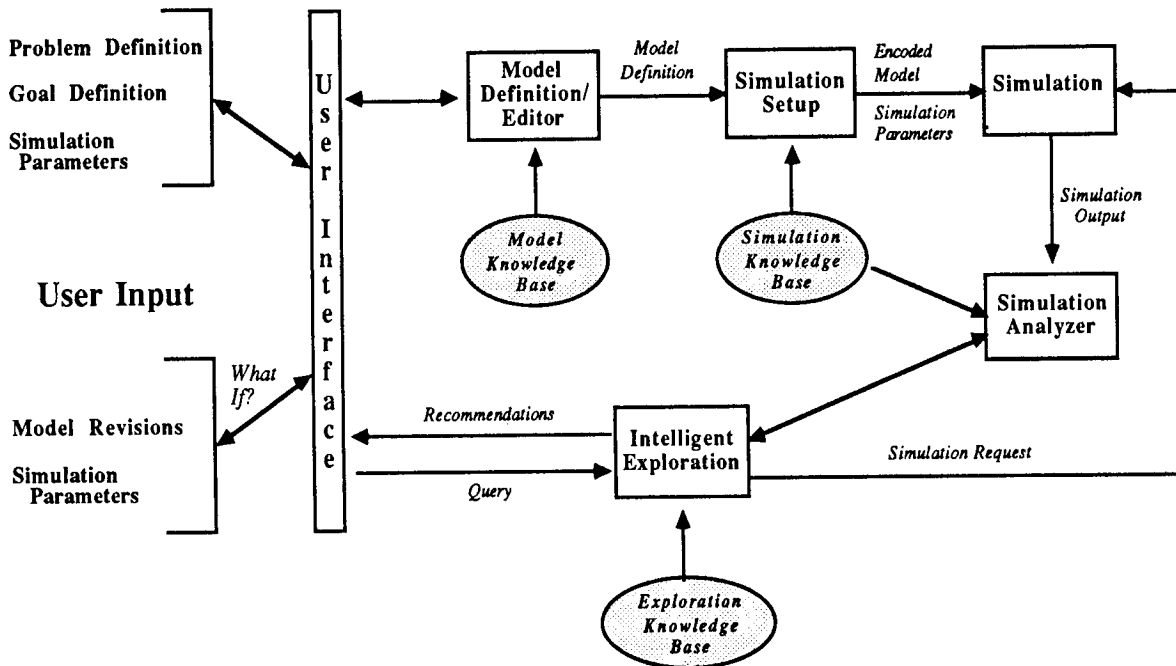 Problem Definition
Goal Definition
Simulation
Parameters
User Input
What
If?
Model Revisions
Simulation
Parameters
User Interface
Model
Definition/
Editor
Model
Definition
Simulation
Setup
Encoded
Model
Simulation
Parameters
Simulation
Model
Knowledge
Base
Simulation
Knowledge
Base
Simulation
Output
Simulation
Analyzer
Recommendations
Query
Intelligent
Exploration
Simulation Request
Exploration
Knowledge
Base